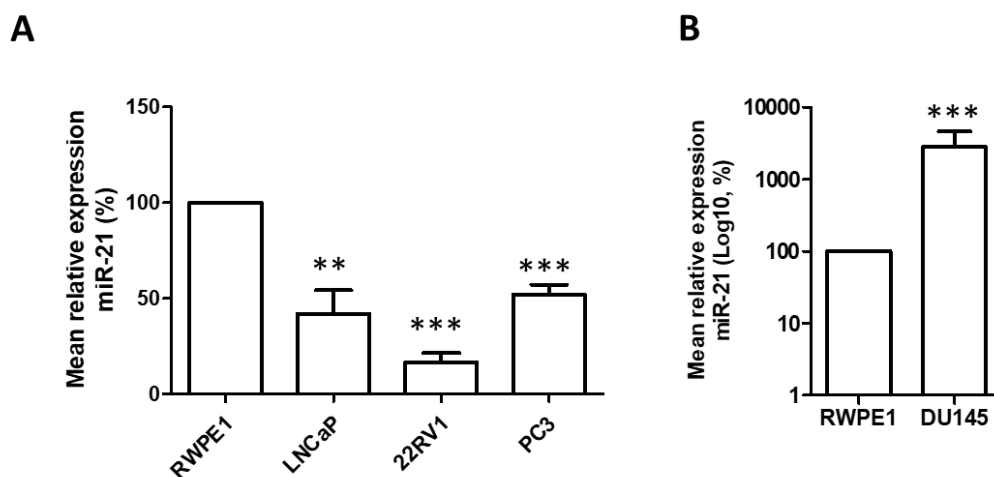 A
Mean relative expression
miR-21 (%)
150
100
50
0
**
***
***
RWPE1
LNCaP
22RV1
PC3
B
Mean relative expression
miR-21 (Log10, %)
10000
1000
100
10
1
***
RWPE1
DU145